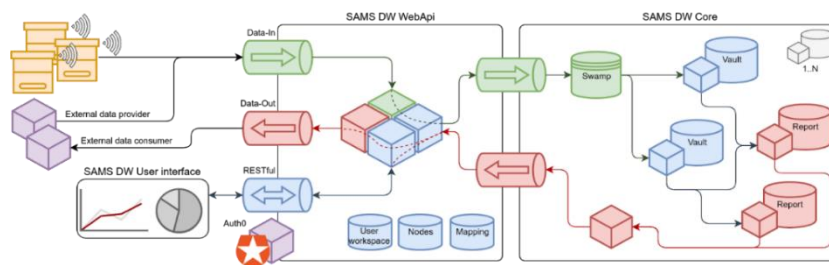 SAMS DW WebApi
SAMS DW Core
Data-In
Vault
1..N
Swamp
External data provider
Data-Out
Report
External data consumer
Vault
SAMS DW User interface
RESTful
Report
Auth0
User
workspace
Nodes
Mapping